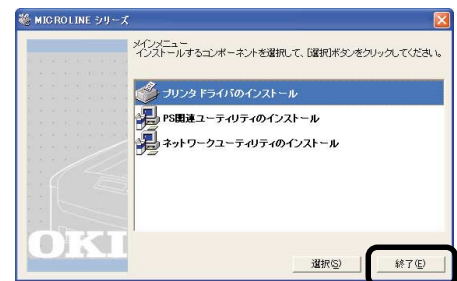 MICROLINE シリーズ
メインメニュー
インストールするコンポーネントを選択して、[選択]ボタンをクリックしてください。
プリンタ ドライバのインストール
PS関連ユーティリティのインストール
ネットワークユーティリティのインストール
OKI
選択(S)
終了(E)